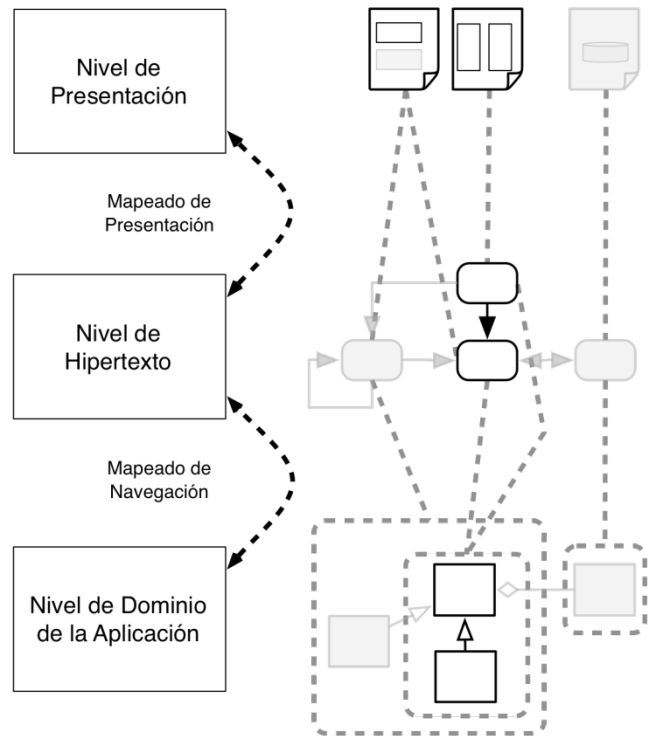 Nivel de
Presentación
Mapeado de
Presentación
Nivel de
Hipertexto
Mapeado de
Navegación
Nivel de Dominio
de la Aplicación